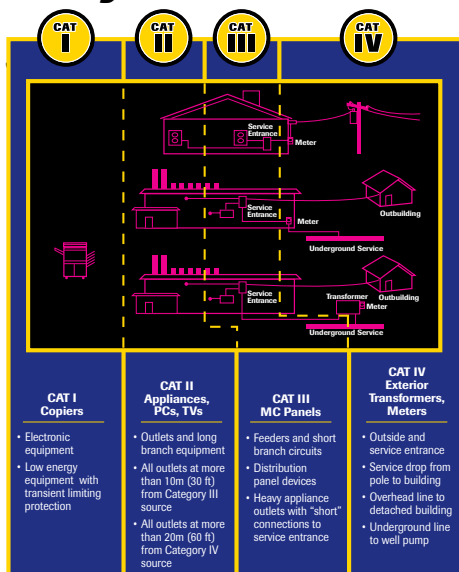 CAT
I
CAT
II
CAT
III
CAT
IV
Service
Entrance
Meter
Service
Entrance
Meter
Outbuilding
Underground Service
Service
Entrance
Transformer
Meter
Outbuilding
Underground Service
CAT I
Copiers
• Electronic
equipment
• Low energy
equipment with
transient limiting
protection
CAT II
Appliances,
PCs, TVs
• Outlets and long
branch equipment
• All outlets at more
than 10m (30 ft)
from Category III
source
• All outlets at more
than 20m (60 ft)
from Category IV
source
CAT III
MC Panels
• Feeders and short
branch circuits
• Distribution
panel devices
• Heavy appliance
outlets with “short”
connections to
service entrance
CAT IV
Exterior
Transformers,
Meters
• Outside and
service entrance
• Service drop from
pole to building
• Overhead line to
detached building
• Underground line
to well pump